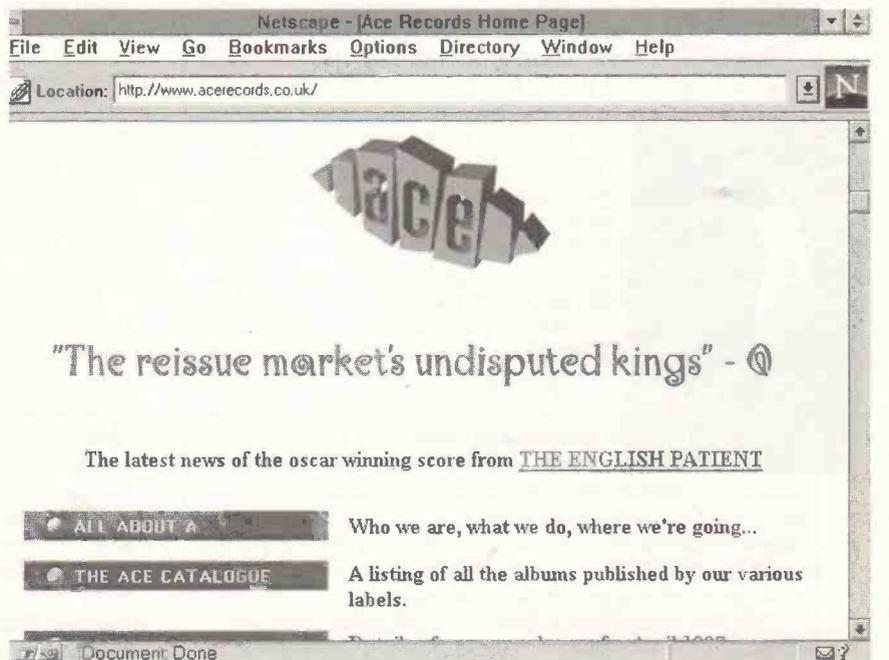 Netscape - [Ace Records Home Page]
File Edit View Go Bookmarks Options Directory Window Help
Location: http://www.acerecords.co.uk/
N
ace
"The reissue market's undisputed kings" - Q
The latest news of the oscar winning score from THE ENGLISH PATIENT
ALL ABOUT A
Who we are, what we do, where we're going...
THE ACE CATALOGUE
A listing of all the albums published by our various
labels.
Document: Done